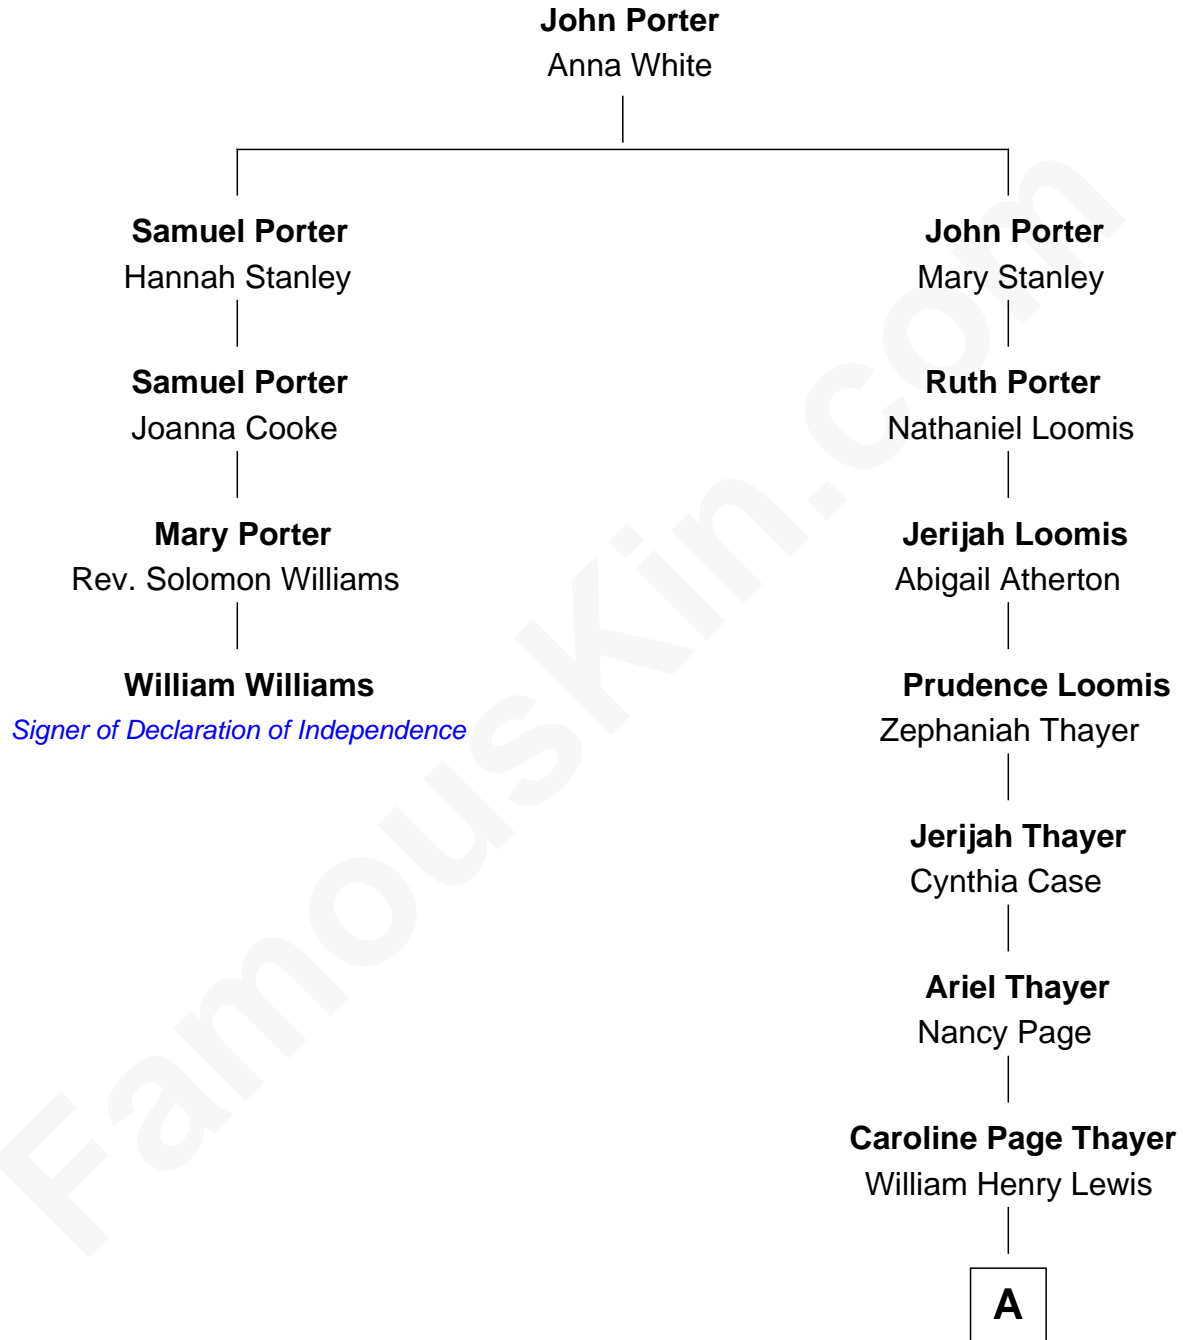 John Porter
Anna White
Samuel Porter
Hannah Stanley
John Porter
Mary Stanley
Samuel Porter
Joanna Cooke
Ruth Porter
Nathaniel Loomis
Mary Porter
Rev. Solomon Williams
Jerijah Loomis
Abigail Atherton
William Williams
Signer of Declaration of Independence
Prudence Loomis
Zephaniah Thayer
Jerijah Thayer
Cynthia Case
Ariel Thayer
Nancy Page
Caroline Page Thayer
William Henry Lewis
A
FamousKin.com